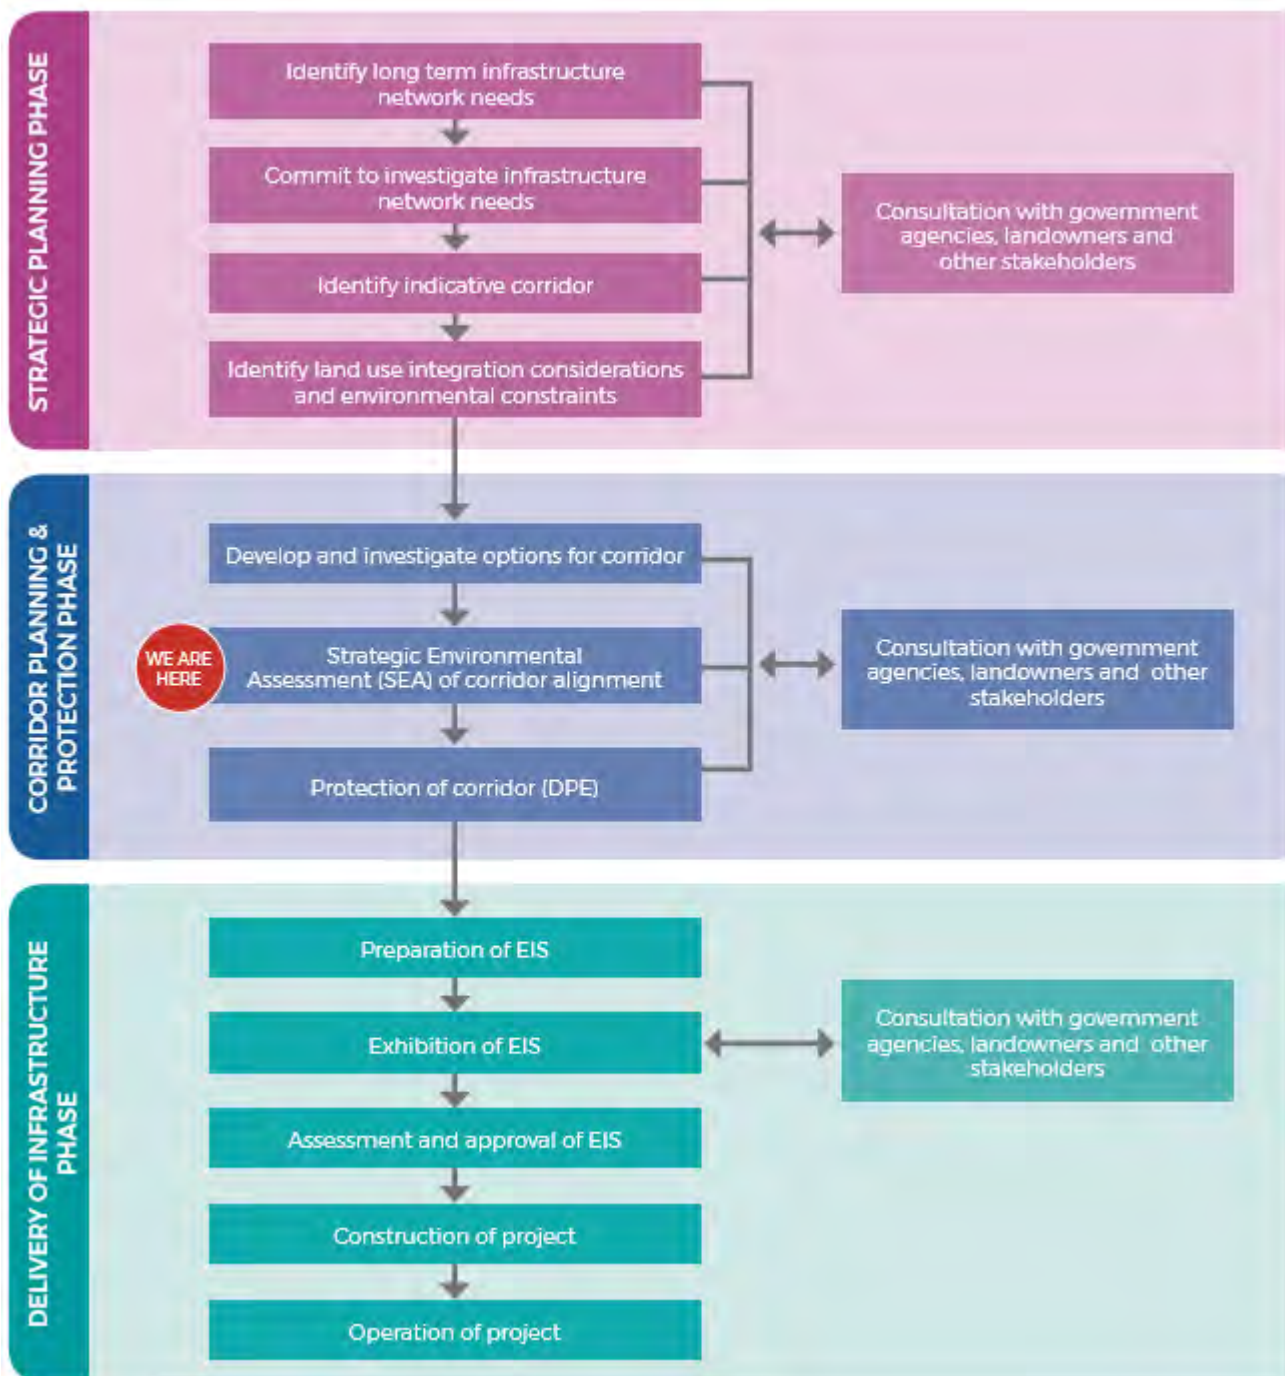 STRATEGIC PLANNING PHASE
Identify long term infrastructure
network needs
Commit to investigate infrastructure
network needs
Identify indicative corridor
Identify land use integration considerations
and environmental constraints
Consultation with government
agencies, landowners and
other stakeholders
CORRIDOR PLANNING &
PROTECTION PHASE
Develop and investigate options for corridor
WE ARE
HERE
Strategic Environmental
Assessment (SEA) of corridor alignment
Protection of corridor (DPE)
Consultation with government
agencies, landowners and other
stakeholders
DELIVERY OF INFRASTRUCTURE
PHASE
Preparation of EIS
Exhibition of EIS
Assessment and approval of EIS
Construction of project
Operation of project
Consultation with government
agencies, landowners and other
stakeholders